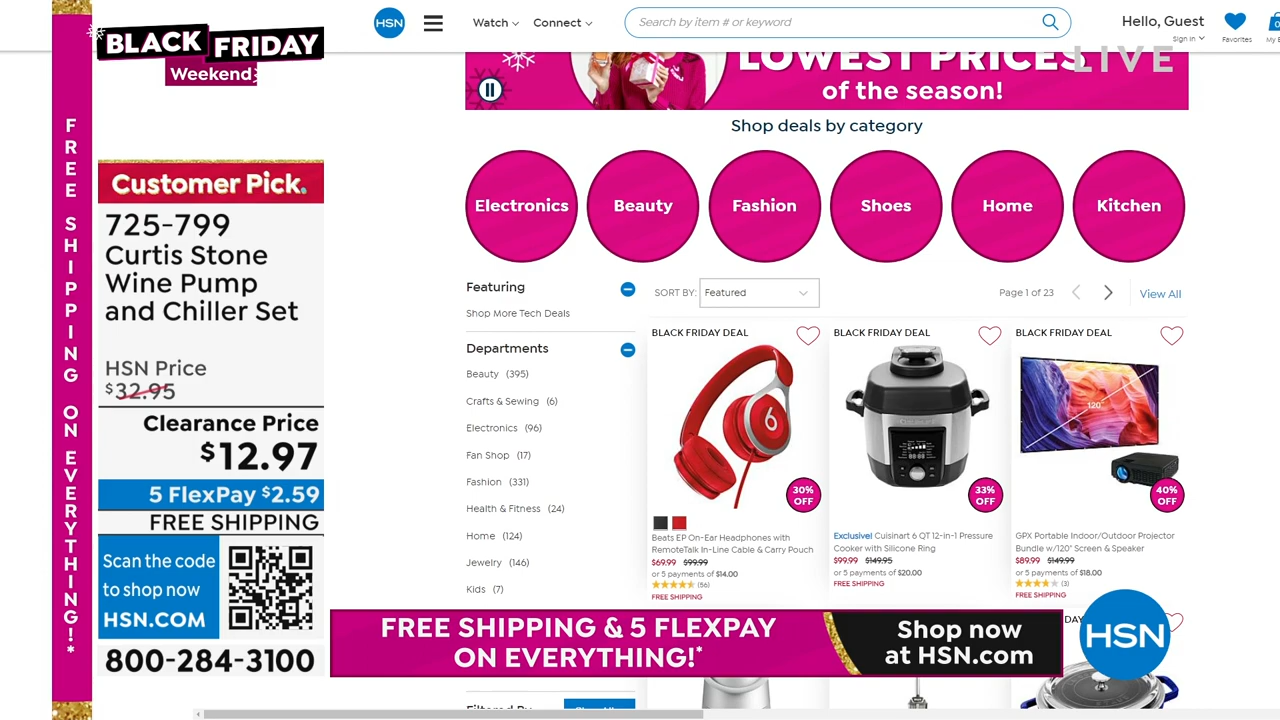 BLACK FRIDAY
Weekend
FREE SHIPPING ON EVERYTHING!*
Customer Pick.
725-799
Curtis Stone
Wine Pump
and Chiller Set
HSN Price
$32.95
Clearance Price
$12.97
5 FlexPay $2.59
FREE SHIPPING
Scan the code
to shop now
HSN.COM
800-284-3100
HSN
Watch
Connect
Search by item # or keyword
Hello, Guest
Sign In
Favorites
0
LIVE
LOWEST PRICES
of the season!
Shop deals by category
Electronics
Beauty
Fashion
Shoes
Home
Kitchen
Featuring
Shop More Tech Deals
Departments
Beauty (395)
Crafts & Sewing (6)
Electronics (96)
Fan Shop (17)
Fashion (331)
Health & Fitness (24)
Home (124)
Jewelry (146)
Kids (7)
SORT BY: Featured
Page 1 of 23
View All
BLACK FRIDAY DEAL
30% OFF
Beats EP On-Ear Headphones with
RemoteTalk In-Line Cable & Carry Pouch
$69.99 $99.99
or 5 payments of $14.00
(56)
FREE SHIPPING
BLACK FRIDAY DEAL
33% OFF
Exclusive! Cuisinart 6 QT 12-in-1 Pressure
Cooker with Silicone Ring
$99.99 $149.95
or 5 payments of $20.00
FREE SHIPPING
BLACK FRIDAY DEAL
120"
40% OFF
GPX Portable Indoor/Outdoor Projector
Bundle w/120" Screen & Speaker
$89.99 $149.99
or 5 payments of $18.00
(3)
FREE SHIPPING
FREE SHIPPING & 5 FLEXPAY
ON EVERYTHING!*
Shop now
at HSN.com
HSN